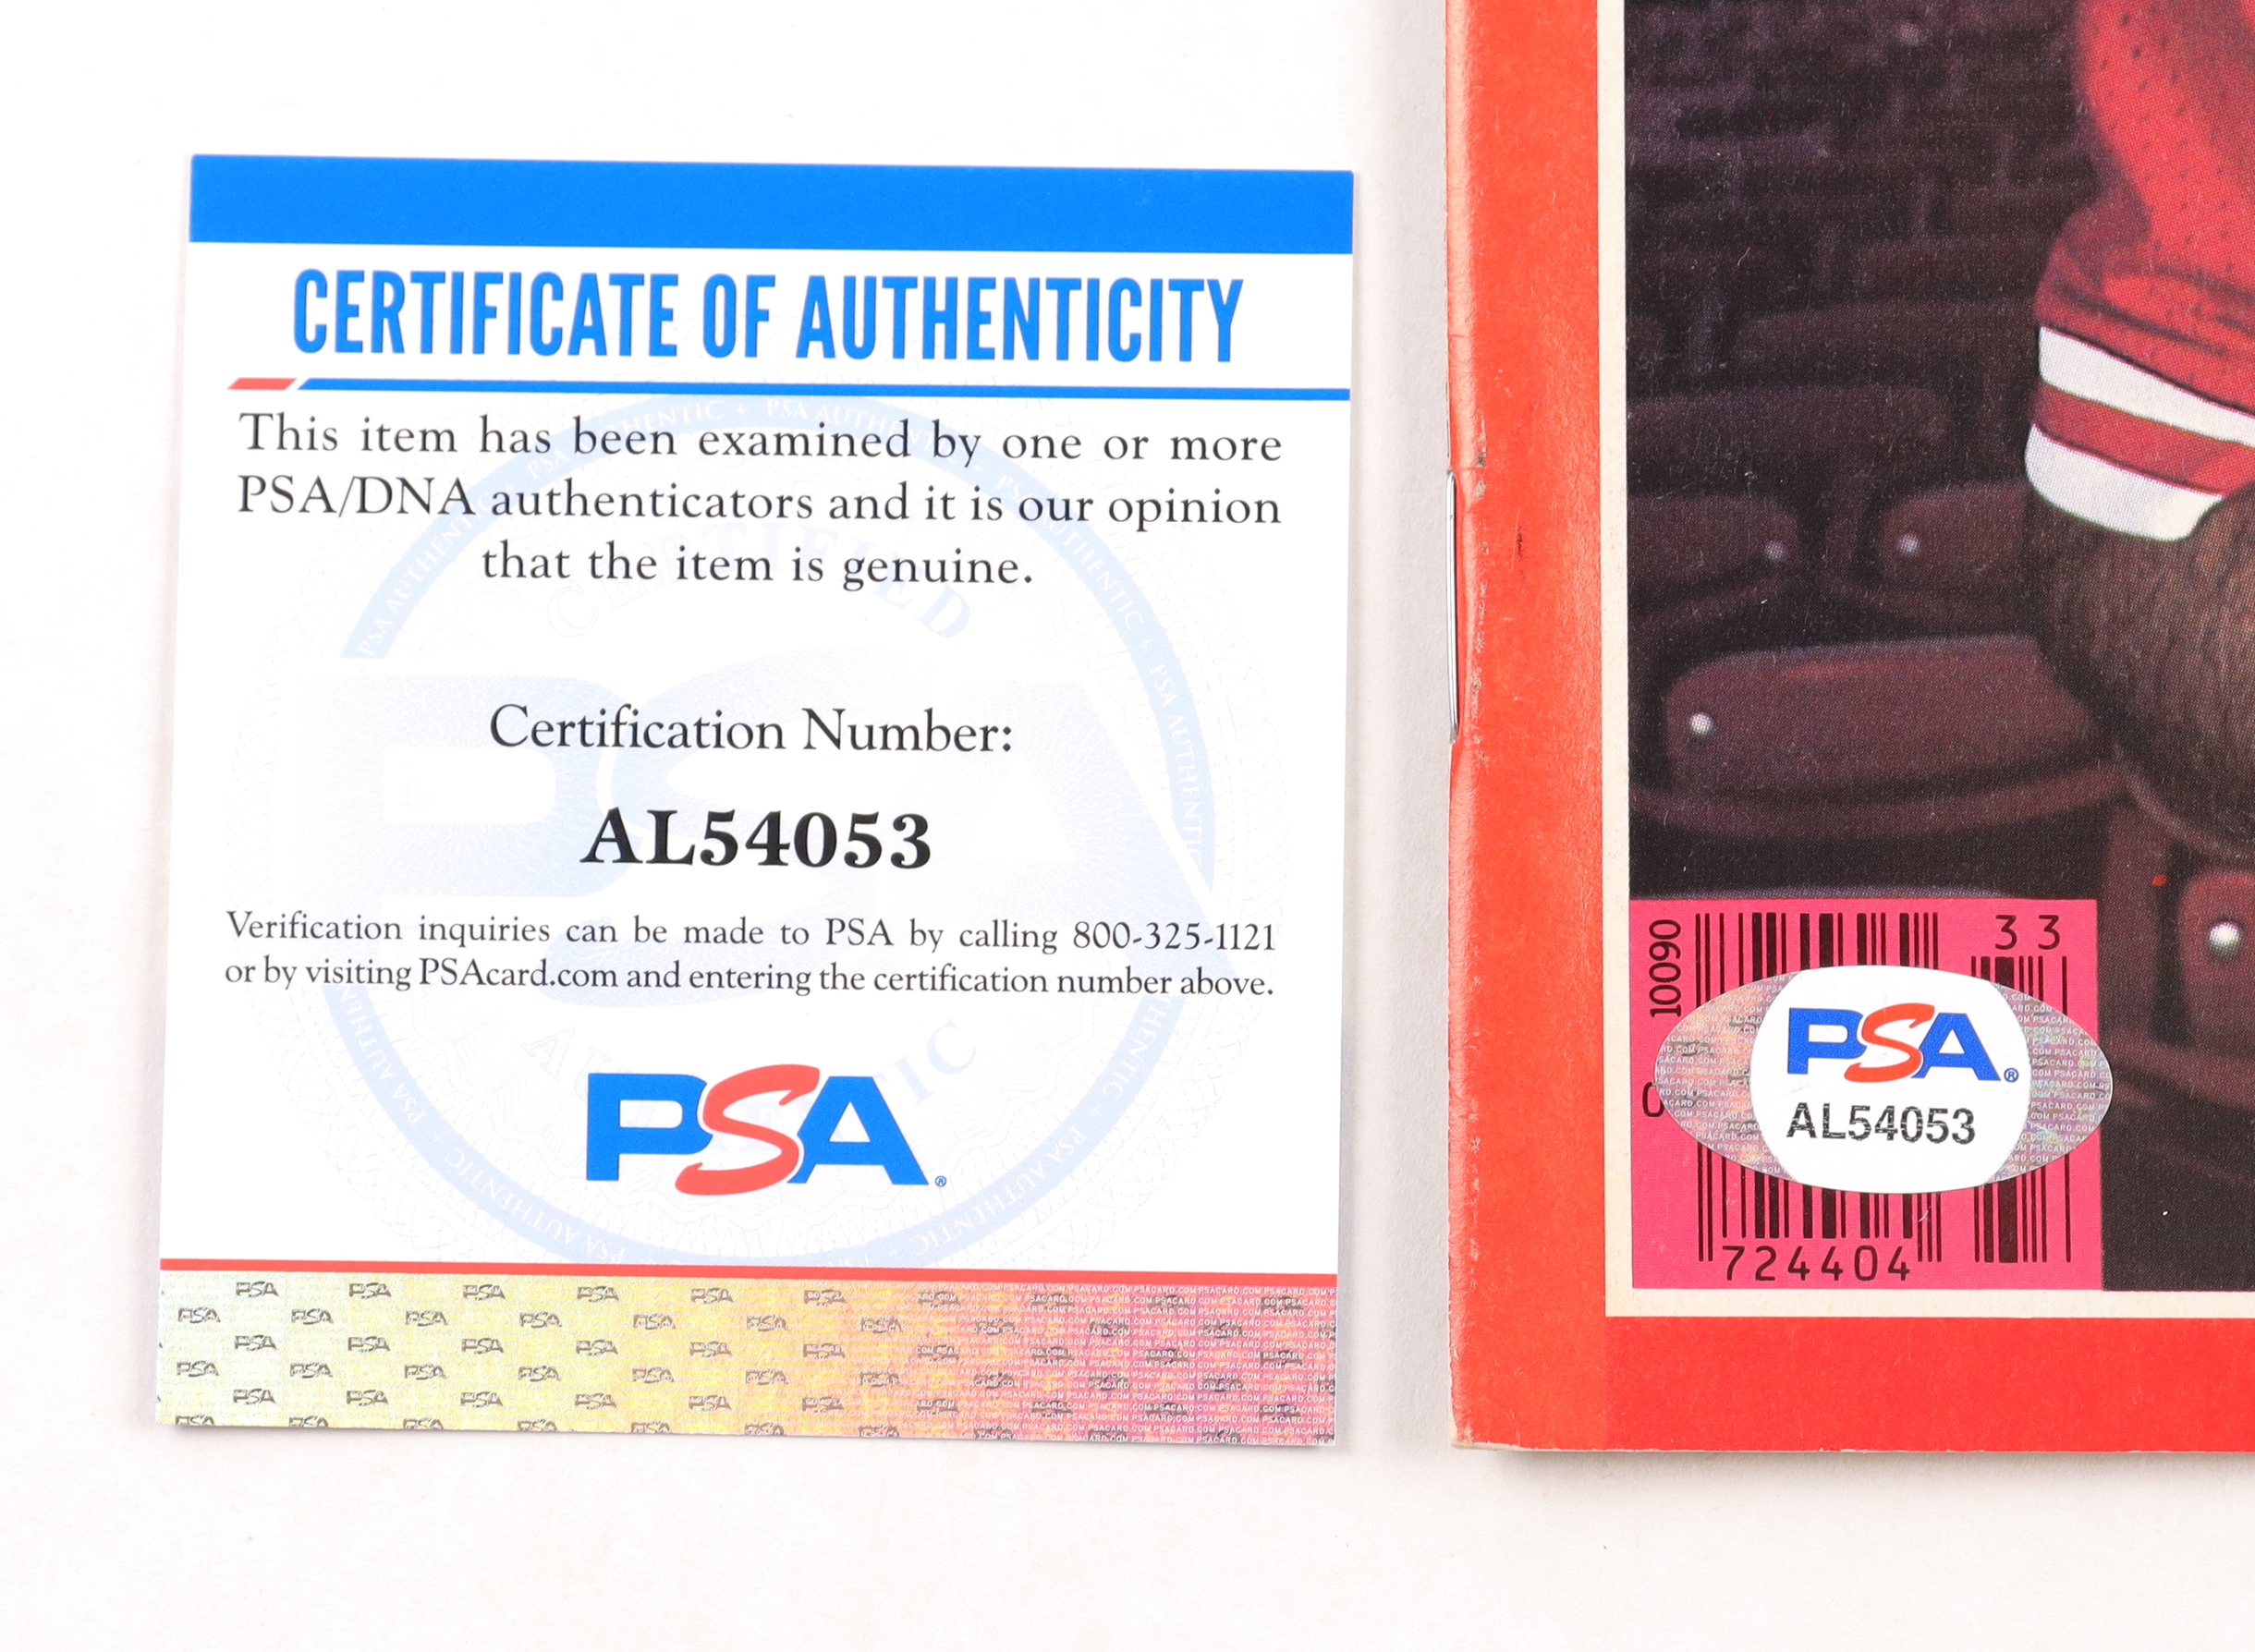 CERTIFICATE OF AUTHENTICITY
This item has been examined by one or more
PSA/DNA authenticators and it is our opinion
that the item is genuine.
Certification Number:
AL54053
Verification inquiries can be made to PSA by calling 800-325-1121
or by visiting PSAcard.com and entering the certification number above.
PSA®
10090
33
0
PSA®
AL54053
724404